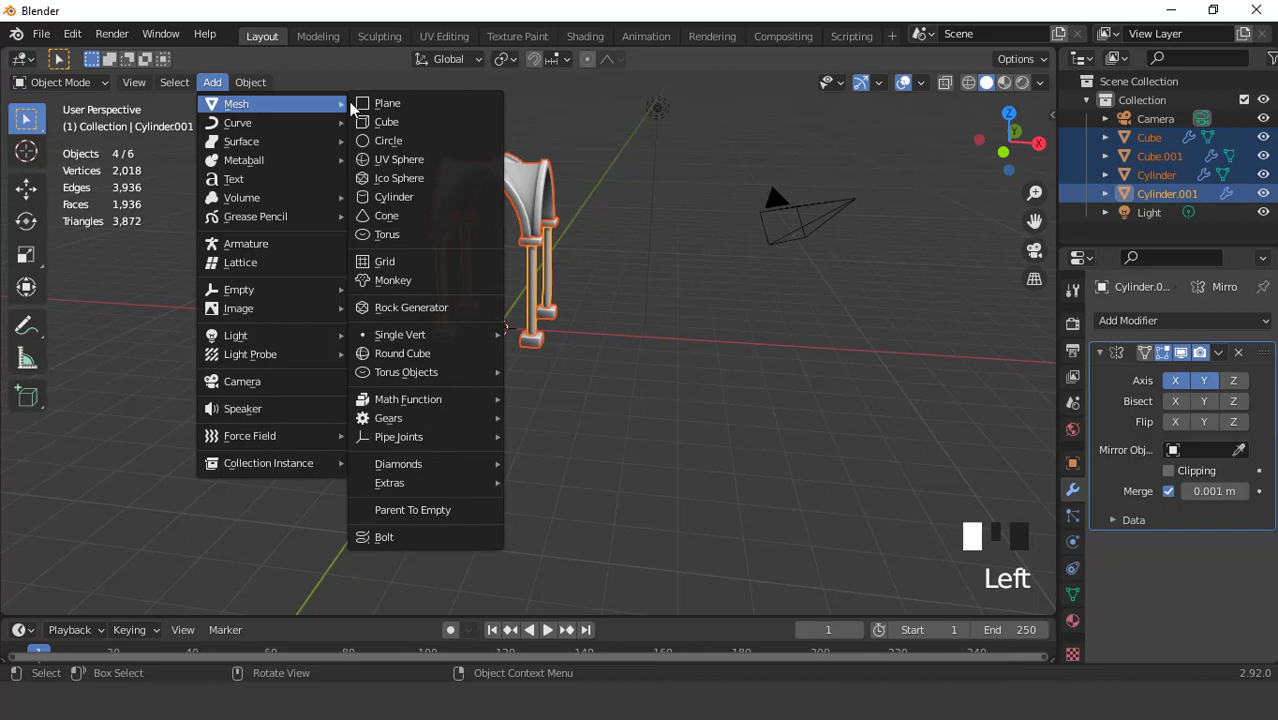 Blender
File Edit Render Window Help Layout Modeling Sculpting UV Editing Texture Paint Shading Animation Rendering Compositing Scripting + Scene View Layer
Global Options
Object Mode View Select Add Object
User Perspective
(1) Collection | Cylinder.001
Objects 4/6
Vertices 2,018
Edges 3,936
Faces 1,936
Triangles 3,872
Mesh
Curve
Surface
Metaball
Text
Volume
Grease Pencil
Armature
Lattice
Empty
Image
Light
Light Probe
Camera
Speaker
Force Field
Collection Instance
Plane
Cube
Circle
UV Sphere
Ico Sphere
Cylinder
Cone
Torus
Grid
Monkey
Rock Generator
Single Vert
Round Cube
Torus Objects
Math Function
Gears
Pipe Joints
Diamonds
Extras
Parent To Empty
Bolt
Z
Y
X
Scene Collection
Collection
Camera
Cube
Cube.001
Cylinder
Cylinder.001
Light
Cylinder.0... Mirro
Add Modifier
Axis X Y Z
Bisect X Y Z
Flip X Y Z
Mirror Obj...
Clipping
Merge 0.001 m
Data
Left
Playback Keying View Marker 1 Start 1 End 250
1 20 40 60 80 100 120 140 160 180 200 220 240
Select Box Select Rotate View Object Context Menu 2.92.0